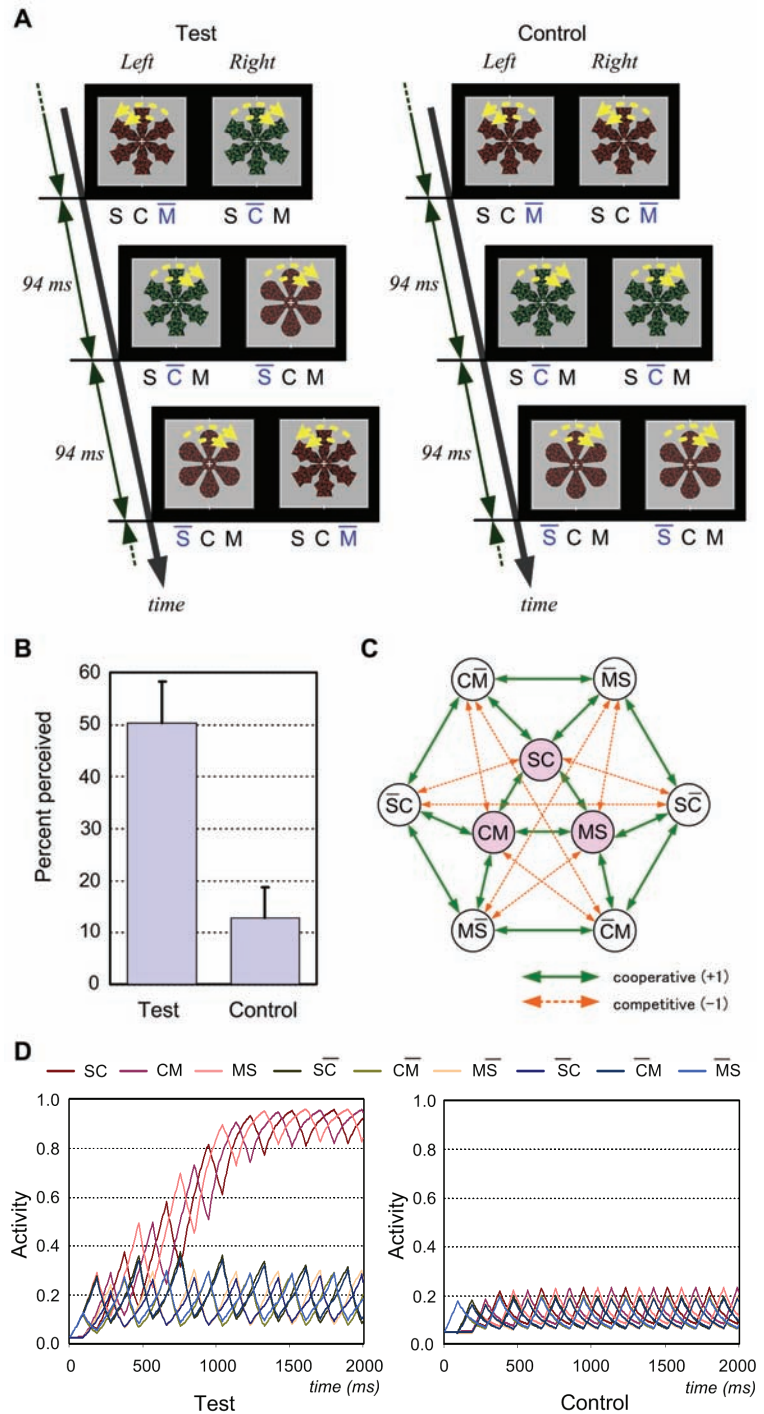 A
Test Control
Left Right Left Right
S C M̅ S C̅ M S C M̅ S C M̅
94 ms 94 ms
S C̅ M S̅ C M S C̅ M S C̅ M
94 ms 94 ms
S̅ C M S C M̅ S̅ C M S̅ C M
time time
B
60
50
40
30
20
10
0
Percent perceived
Test Control
C
CM̅ M̅S
SC
S̅C SC̅
CM MS
MS̅ C̅M
cooperative (+1)
competitive (-1)
D
SC CM MS SC̅ CM̅ MS̅ S̅C C̅M M̅S
1.0 1.0
0.8 0.8
0.6 0.6
0.4 0.4
0.2 0.2
0.0 0.0
Activity Activity
0 500 1000 1500 2000 0 500 1000 1500 2000
time (ms) time (ms)
Test Control